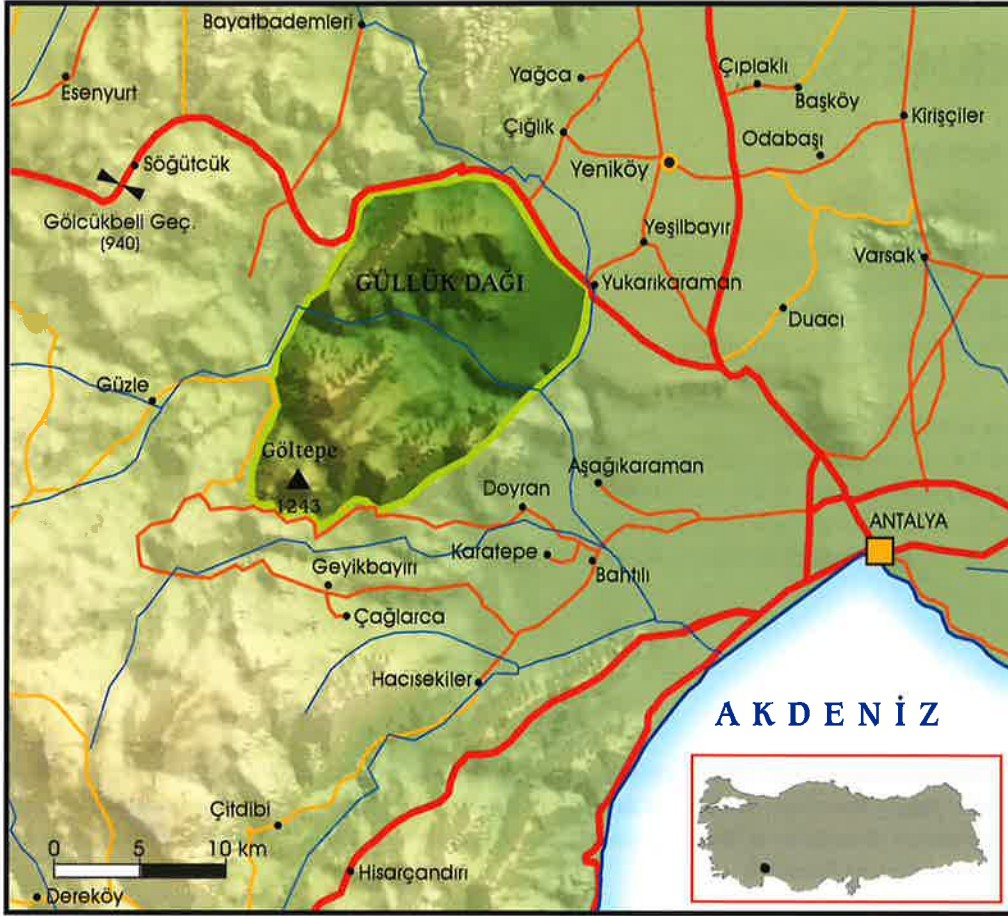 Bayatbademleri
Esenyurt
Yağca
Çıplaklı
Başköy
Kirişçiler
Çığlık
Odabaşı
Söğütcük
Yeniköy
Gölcükbeli Geç.
(940)
Yeşilbayır
Varsak
GÜLLÜK DAĞI
Yukarıkaraman
Duacı
Güzle
Göltepe
1243
Aşağıkaraman
Doyran
ANTALYA
Karatepe
Bahtılı
Geyikbayırı
Çağlarca
Hacısekiler
AKDENİZ
Çitdibi
0 5 10 km
Hisarçandırı
Dereköy